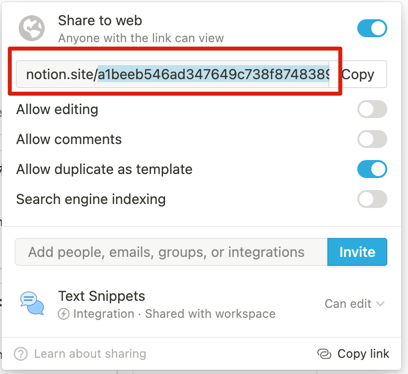 Share to web
Anyone with the link can view
notion.site/a1beeb546ad347649c738f8748389
Copy
Allow editing
Allow comments
Allow duplicate as template
Search engine indexing
Add people, emails, groups, or integrations
Invite
Text Snippets
Integration · Shared with workspace
Can edit
Learn about sharing
Copy link